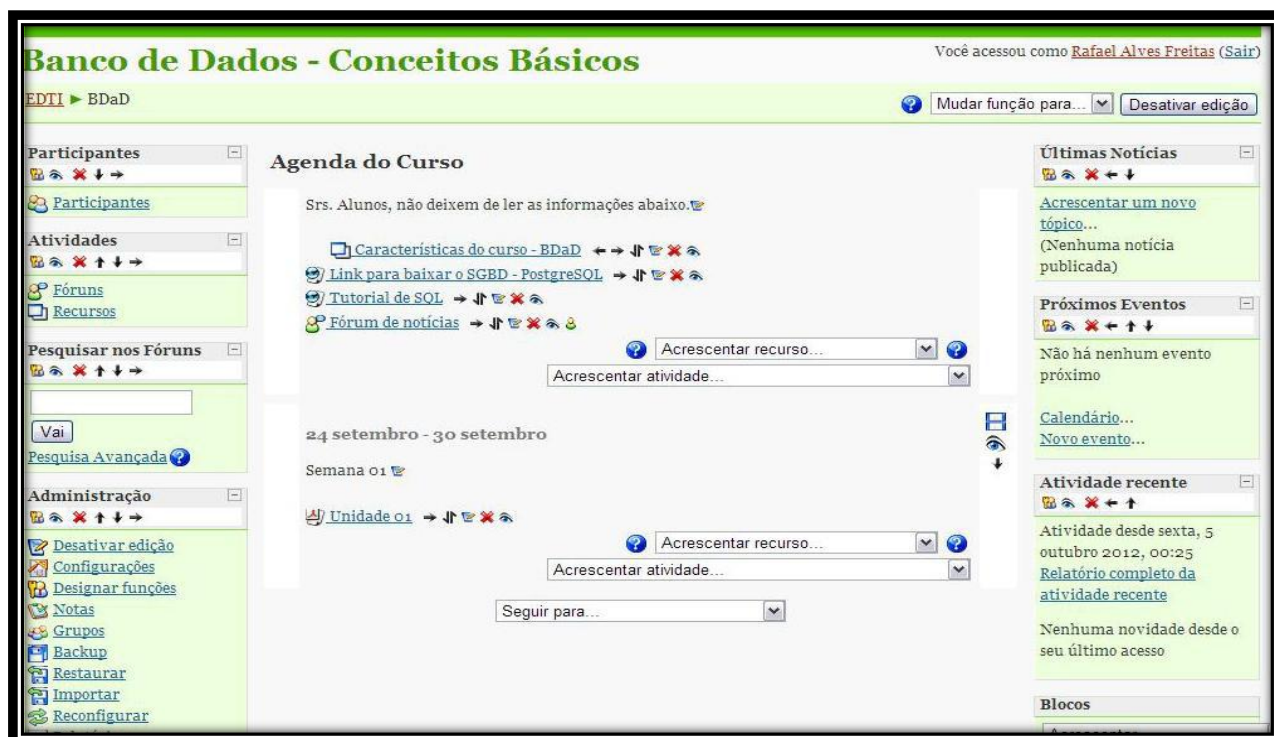 Banco de Dados - Conceitos Básicos
Você acessou como Rafael Alves Freitas (Sair)
EDTI ► BDaD
Mudar função para...
Desativar edição
Participantes
Participantes
Atividades
Fóruns
Recursos
Pesquisar nos Fóruns
Vai
Pesquisa Avançada
Administração
Desativar edição
Configurações
Designar funções
Notas
Grupos
Backup
Restaurar
Importar
Reconfigurar
Agenda do Curso
Srs. Alunos, não deixem de ler as informações abaixo.
Características do curso - BDaD
Link para baixar o SGBD - PostgreSQL
Tutorial de SQL
Fórum de notícias
Acrescentar recurso...
Acrescentar atividade...
24 setembro - 30 setembro
Semana 01
Unidade 01
Acrescentar recurso...
Acrescentar atividade...
Seguir para...
Últimas Notícias
Acrescentar um novo
tópico...
(Nenhuma notícia
publicada)
Próximos Eventos
Não há nenhum evento
próximo
Calendário...
Novo evento...
Atividade recente
Atividade desde sexta, 5
outubro 2012, 00:25
Relatório completo da
atividade recente
Nenhuma novidade desde o
seu último acesso
Blocos